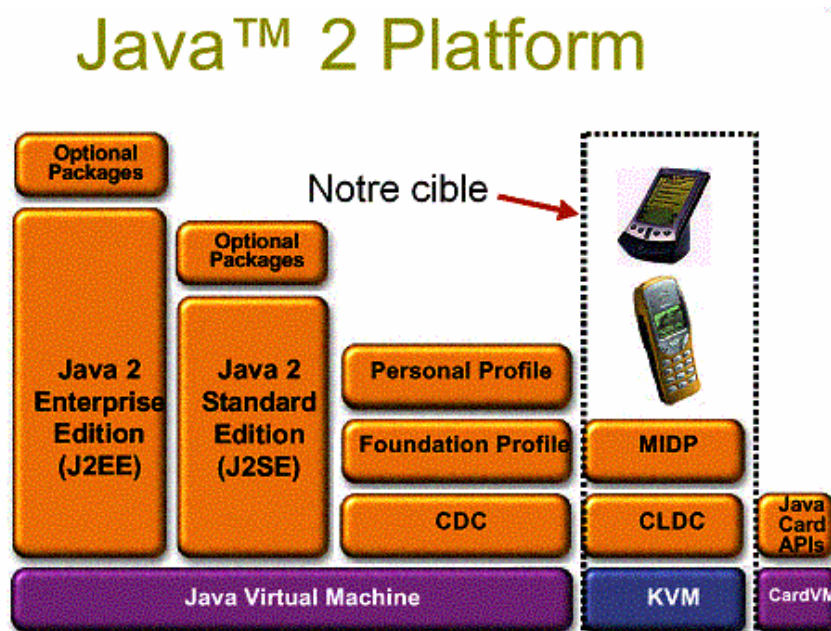 Java™ 2 Platform
Optional
Packages
Notre cible
Optional
Packages
Java 2
Enterprise
Edition
(J2EE)
Java 2
Standard
Edition
(J2SE)
Personal Profile
Foundation Profile
MIDP
CDC
CLDC
Java
Card
APIs
Java Virtual Machine
KVM
CardVM